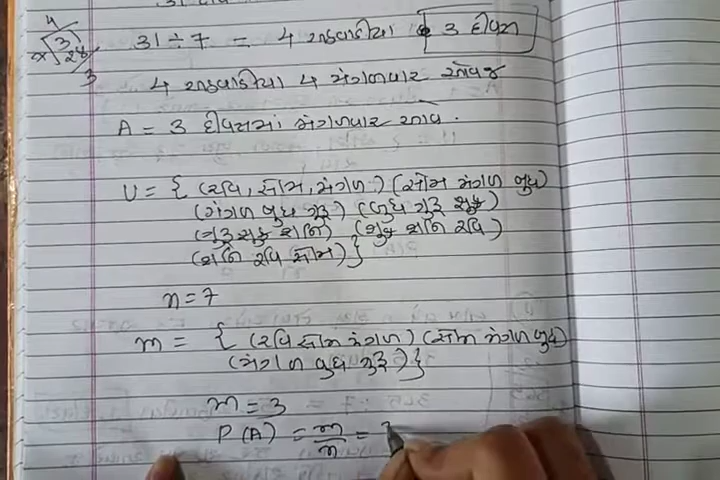 31 ÷ 7 = 4 અઠવાડીયા 3 દીવસ
4 અઠવાડીયા 4 મંગળવાર આવે જ
A = 3 દીવસમાં મંગળવાર આવે.
U = { (રવિ, સોમ, મંગળ) (સોમ મંગળ બુધ)
(મંગળ બુધ ગુરૂ) (બુધ ગુરૂ શુક્ર)
(ગુરૂ શુક્ર શનિ) (શુક્ર શનિ રવિ)
(શનિ રવિ સોમ) }
n = 7
m = { (રવિ સોમ મંગળ) (સોમ મંગળ બુધ)
(મંગળ બુધ ગુરૂ) }
m = 3
P (A) = m/n =